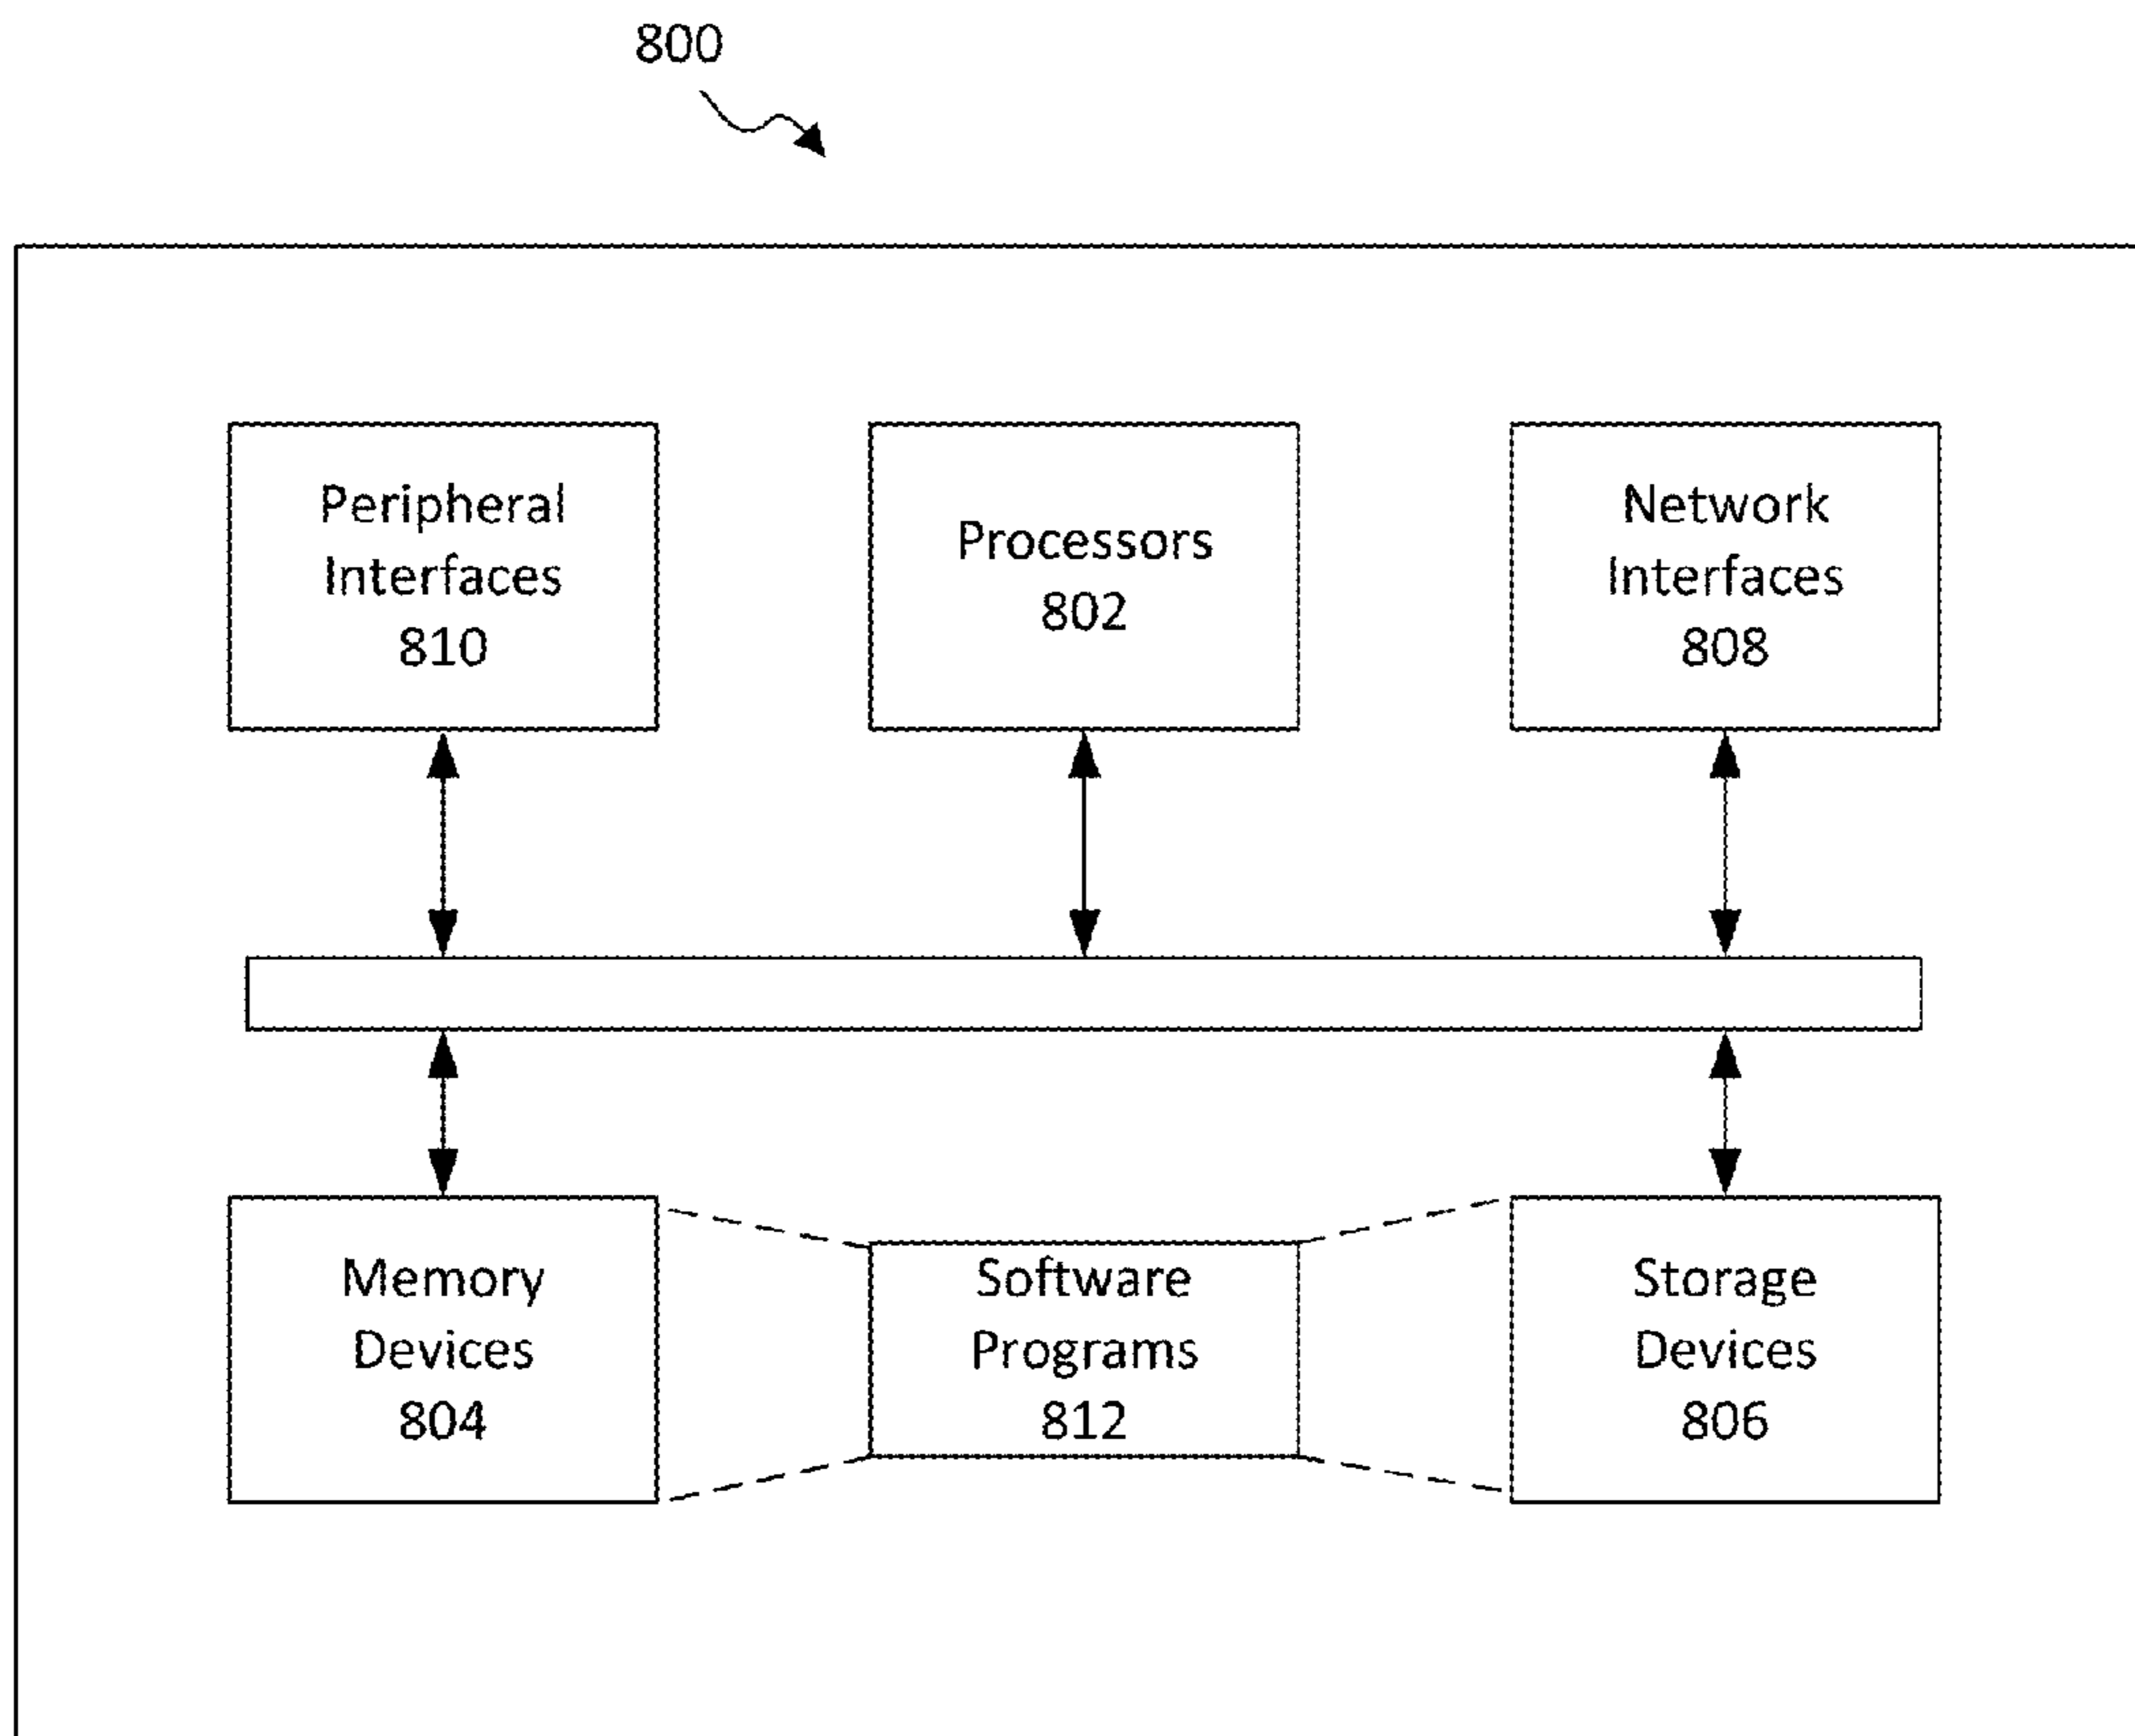 800
Peripheral
Interfaces
810
Processors
802
Network
Interfaces
808
Memory
Devices
804
Software
Programs
812
Storage
Devices
806